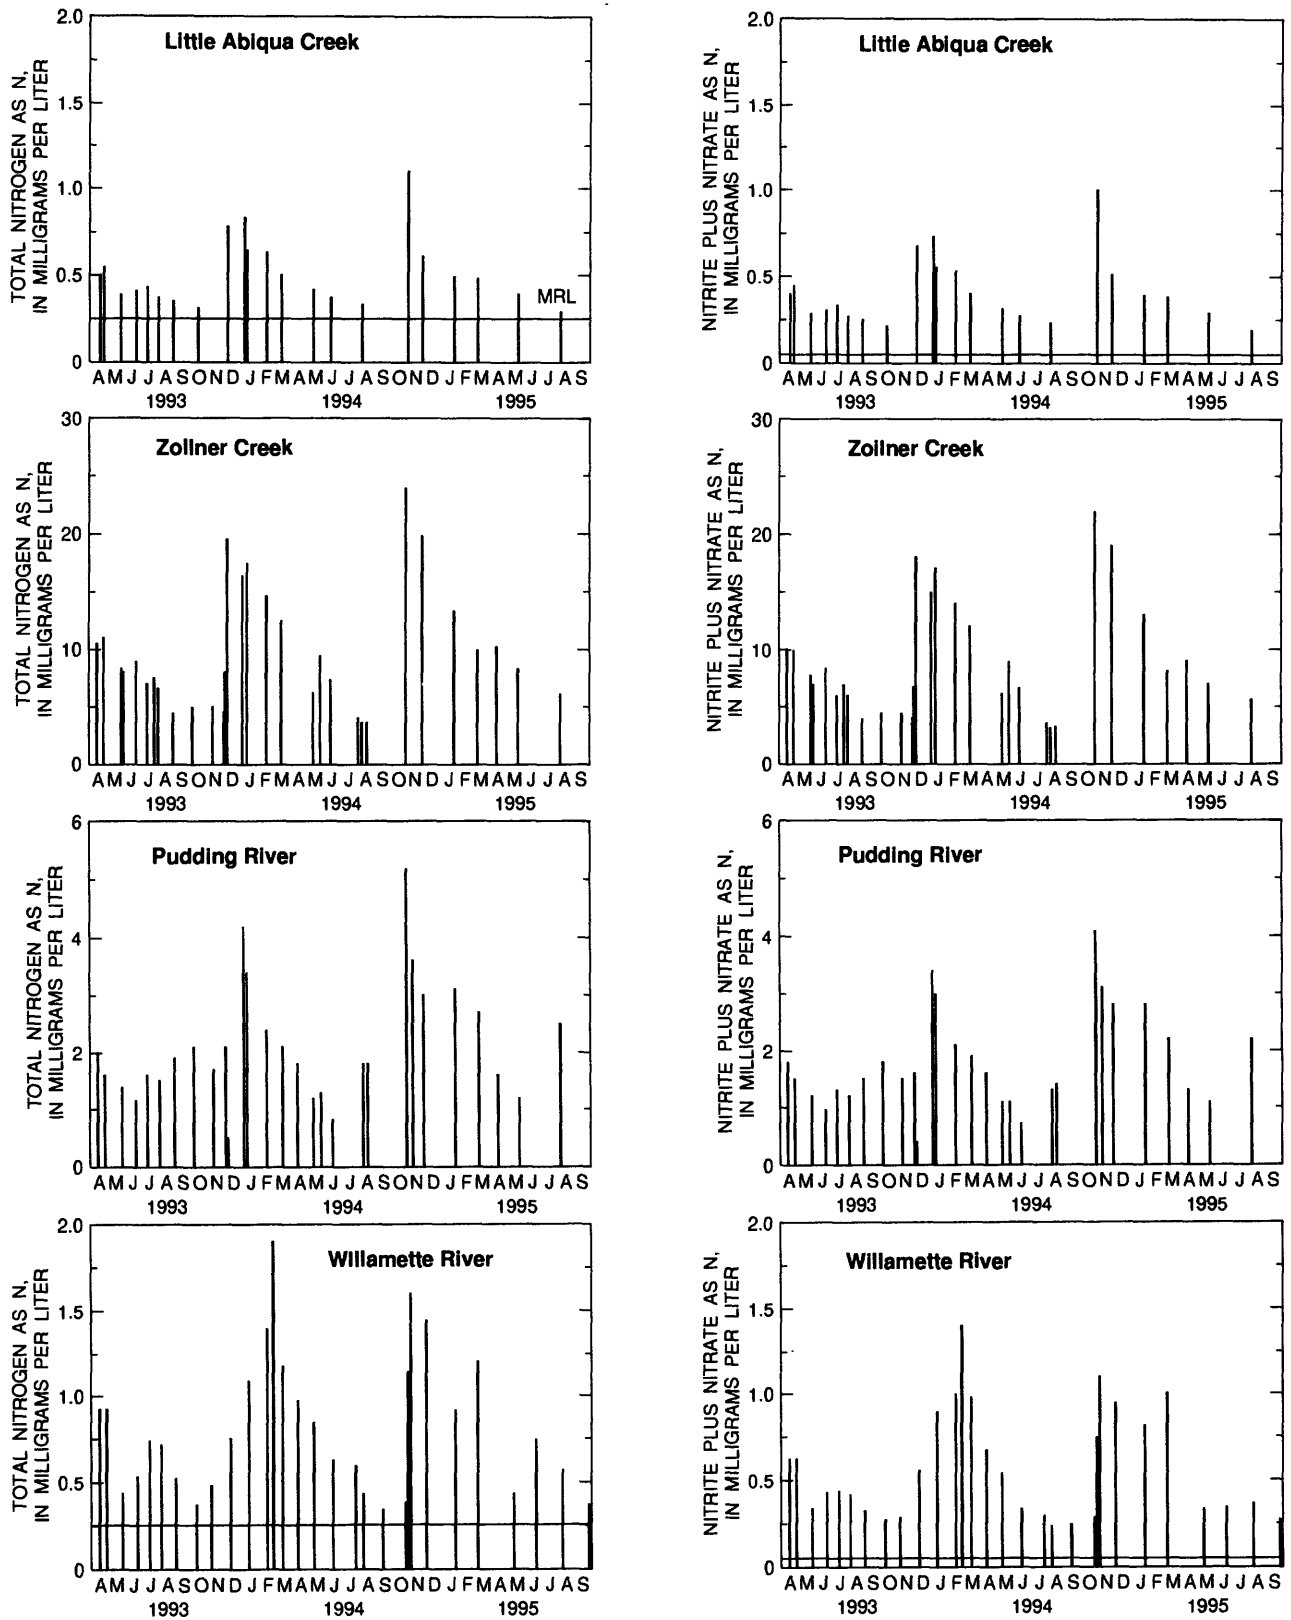 2.0
Little Abiqua Creek
TOTAL NITROGEN AS N,
IN MILLIGRAMS PER LITER
1.5
1.0
0.5
MRL
0
A M J J A S O N D J F M A M J J A S O N D J F M A M J J A S
1993 1994 1995
2.0
Little Abiqua Creek
NITRITE PLUS NITRATE AS N,
IN MILLIGRAMS PER LITER
1.5
1.0
0.5
0
A M J J A S O N D J F M A M J J A S O N D J F M A M J J A S
1993 1994 1995
30
Zollner Creek
TOTAL NITROGEN AS N,
IN MILLIGRAMS PER LITER
20
10
0
A M J J A S O N D J F M A M J J A S O N D J F M A M J J A S
1993 1994 1995
30
Zollner Creek
NITRITE PLUS NITRATE AS N,
IN MILLIGRAMS PER LITER
20
10
0
A M J J A S O N D J F M A M J J A S O N D J F M A M J J A S
1993 1994 1995
6
Pudding River
TOTAL NITROGEN AS N,
IN MILLIGRAMS PER LITER
4
2
0
A M J J A S O N D J F M A M J J A S O N D J F M A M J J A S
1993 1994 1995
6
Pudding River
NITRITE PLUS NITRATE AS N,
IN MILLIGRAMS PER LITER
4
2
0
A M J J A S O N D J F M A M J J A S O N D J F M A M J J A S
1993 1994 1995
2.0
Willamette River
TOTAL NITROGEN AS N,
IN MILLIGRAMS PER LITER
1.5
1.0
0.5
0
A M J J A S O N D J F M A M J J A S O N D J F M A M J J A S
1993 1994 1995
2.0
Willamette River
NITRITE PLUS NITRATE AS N,
IN MILLIGRAMS PER LITER
1.5
1.0
0.5
0
A M J J A S O N D J F M A M J J A S O N D J F M A M J J A S
1993 1994 1995